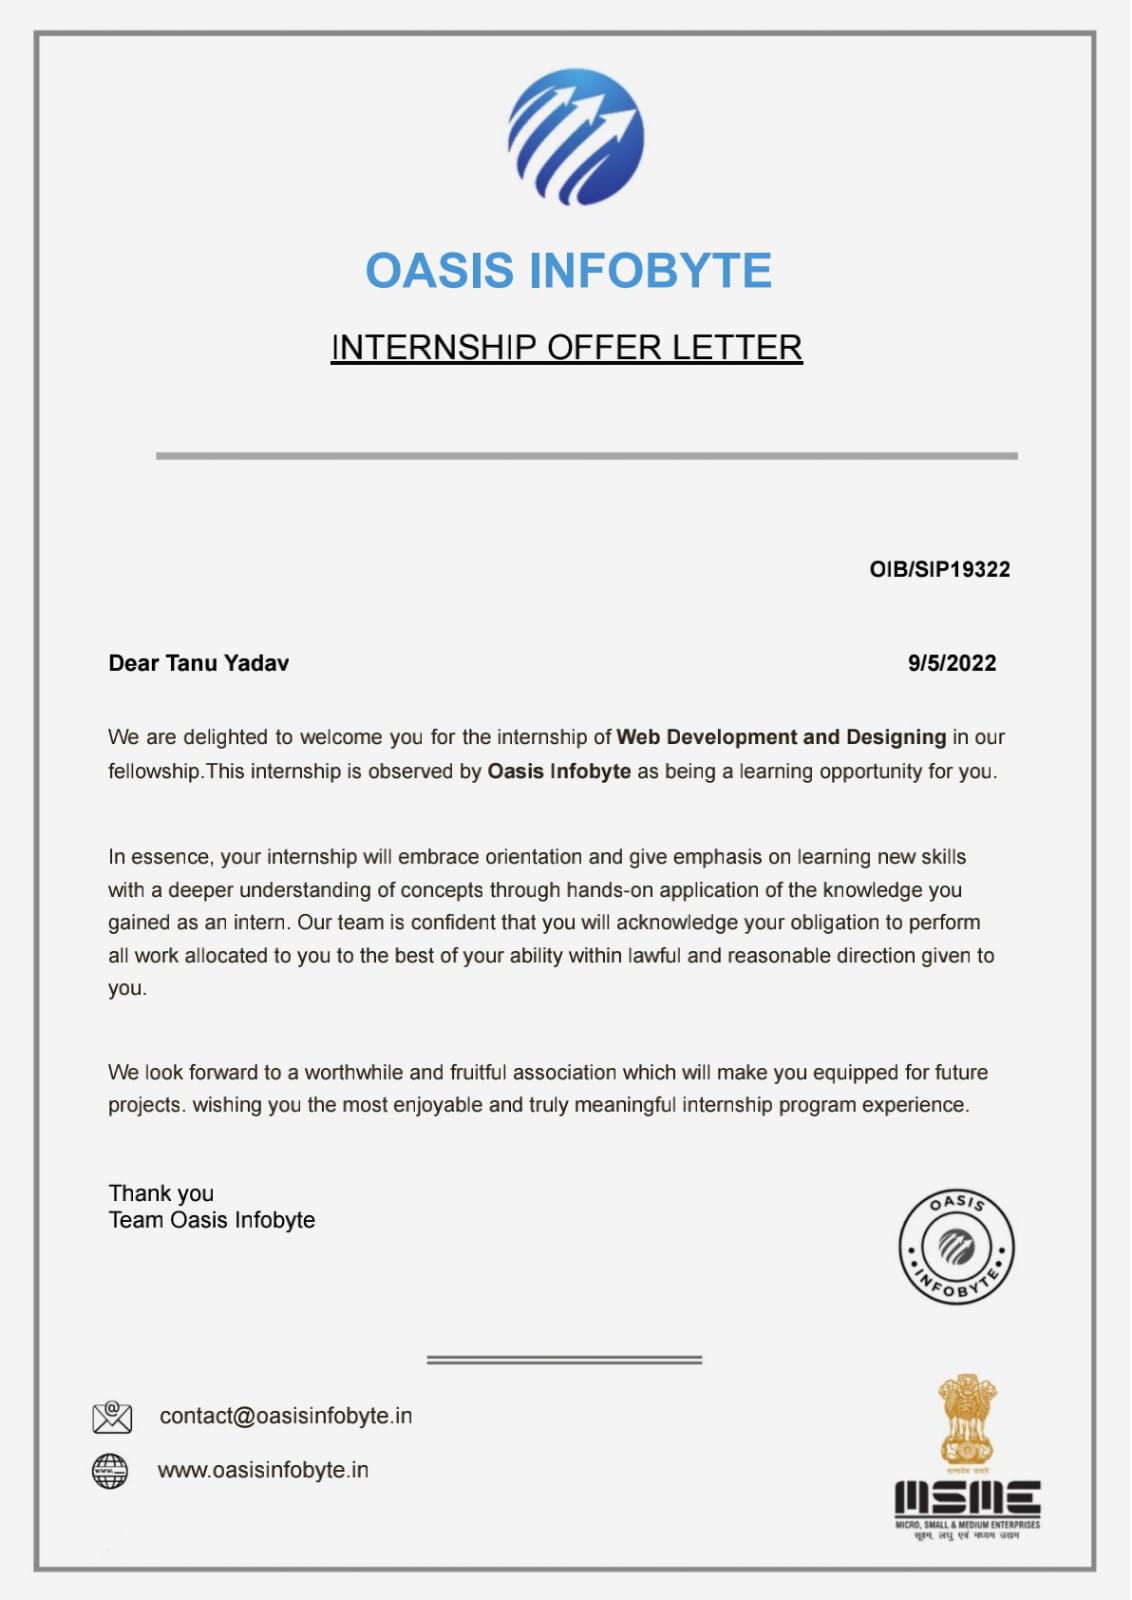 OASIS INFOBYTE
INTERNSHIP OFFER LETTER
OIB/SIP19322
Dear Tanu Yadav
9/5/2022
We are delighted to welcome you for the internship of Web Development and Designing in our
fellowship.This internship is observed by Oasis Infobyte as being a learning opportunity for you.
In essence, your internship will embrace orientation and give emphasis on learning new skills
with a deeper understanding of concepts through hands-on application of the knowledge you
gained as an intern. Our team is confident that you will acknowledge your obligation to perform
all work allocated to you to the best of your ability within lawful and reasonable direction given to
you.
We look forward to a worthwhile and fruitful association which will make you equipped for future
projects. wishing you the most enjoyable and truly meaningful internship program experience.
Thank you
Team Oasis Infobyte
OASIS
INFOBYTE
contact@oasisinfobyte.in
www.oasisinfobyte.in
सत्यमेव जयते
MSME
MICRO, SMALL & MEDIUM ENTERPRISES
सूक्ष्म, लघु एवं मध्यम उद्यम